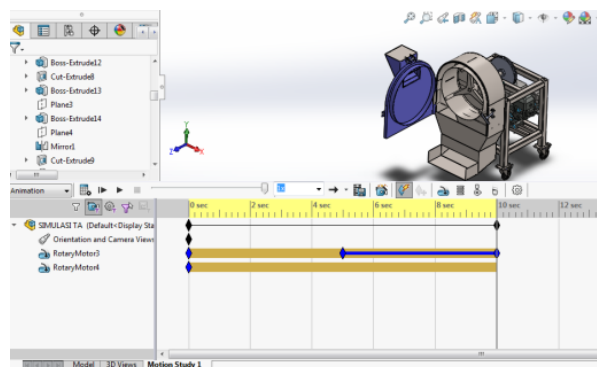 Boss-Extrude12
Cut-Extrude8
Boss-Extrude13
Plane3
Boss-Extrude14
Plane4
Mirror1
Cut-Extrude9
Animation
0 sec 2 sec 4 sec 6 sec 8 sec 10 sec 12 sec
SIMULASI TA (Default<Display Sta
Orientation and Camera Views
RotaryMotor3
RotaryMotor4
Model 3D Views Motion Study 1